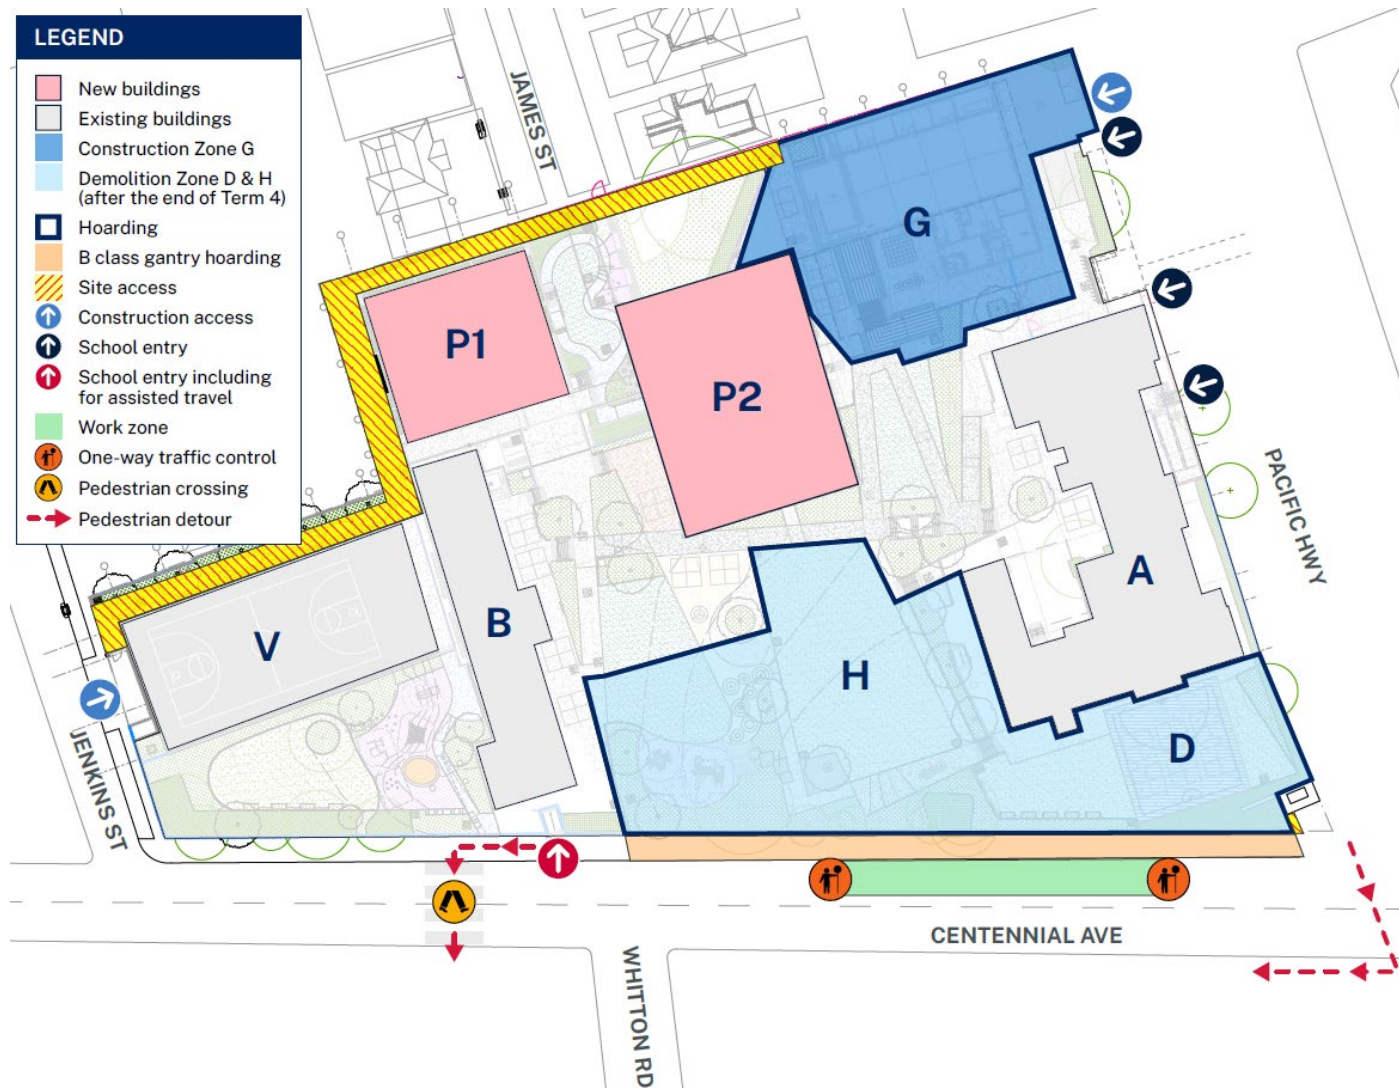 LEGEND
New buildings
Existing buildings
Construction Zone G
Demolition Zone D & H
(after the end of Term 4)
Hoarding
B class gantry hoarding
Site access
Construction access
School entry
School entry including
for assisted travel
Work zone
One-way traffic control
Pedestrian crossing
Pedestrian detour
JAMES ST
G
P1
P2
PACIFIC HWY
A
B
V
H
D
JENKINS ST
CENTENNIAL AVE
WHITTON RD